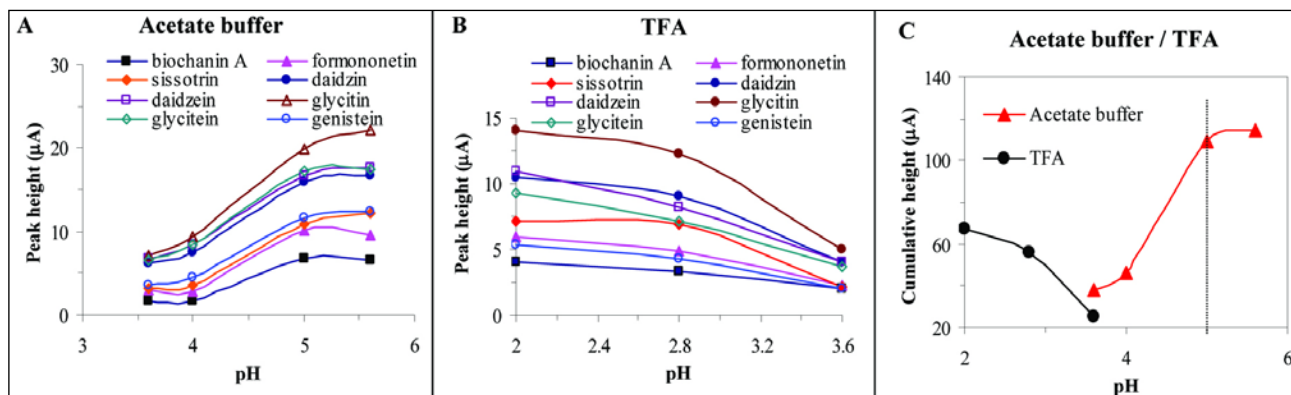 A
Acetate buffer
biochanin A
formononetin
sissotrin
daidzin
daidzein
glycitin
glycitein
genistein
30
20
10
0
Peak height (µA)
3
4
5
6
pH
B
TFA
biochanin A
formononetin
sissotrin
daidzin
daidzein
glycitin
glycitein
genistein
15
10
5
0
Peak height (µA)
2
2.4
2.8
3.2
3.6
pH
C
Acetate buffer / TFA
Acetate buffer
TFA
140
100
60
20
Cumulative height (µA)
2
4
6
pH